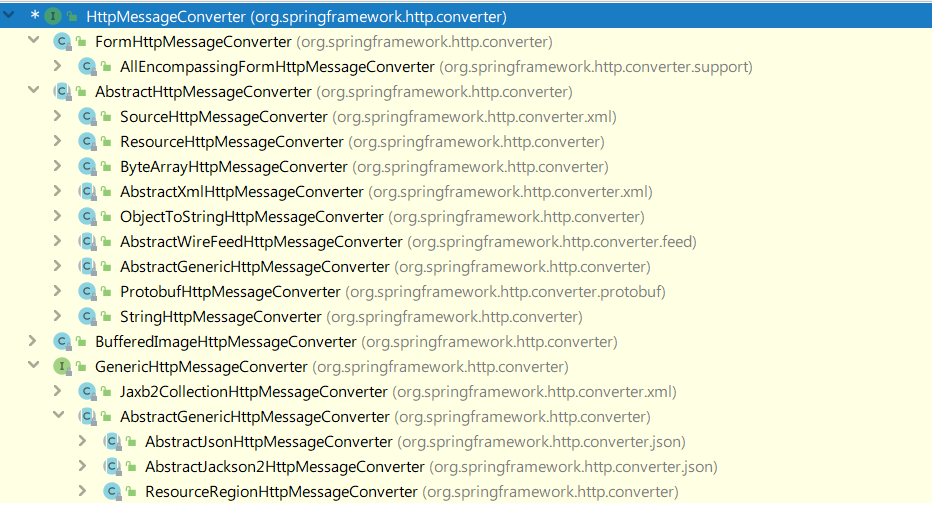 * I HttpMessageConverter (org.springframework.http.converter)
C FormHttpMessageConverter (org.springframework.http.converter)
C AllEncompassingFormHttpMessageConverter (org.springframework.http.converter.support)
C AbstractHttpMessageConverter (org.springframework.http.converter)
C SourceHttpMessageConverter (org.springframework.http.converter.xml)
C ResourceHttpMessageConverter (org.springframework.http.converter)
C ByteArrayHttpMessageConverter (org.springframework.http.converter)
C AbstractXmlHttpMessageConverter (org.springframework.http.converter.xml)
C ObjectToStringHttpMessageConverter (org.springframework.http.converter)
C AbstractWireFeedHttpMessageConverter (org.springframework.http.converter.feed)
C AbstractGenericHttpMessageConverter (org.springframework.http.converter)
C ProtobufHttpMessageConverter (org.springframework.http.converter.protobuf)
C StringHttpMessageConverter (org.springframework.http.converter)
C BufferedImageHttpMessageConverter (org.springframework.http.converter)
I GenericHttpMessageConverter (org.springframework.http.converter)
C Jaxb2CollectionHttpMessageConverter (org.springframework.http.converter.xml)
C AbstractGenericHttpMessageConverter (org.springframework.http.converter)
C AbstractJsonHttpMessageConverter (org.springframework.http.converter.json)
C AbstractJackson2HttpMessageConverter (org.springframework.http.converter.json)
C ResourceRegionHttpMessageConverter (org.springframework.http.converter)